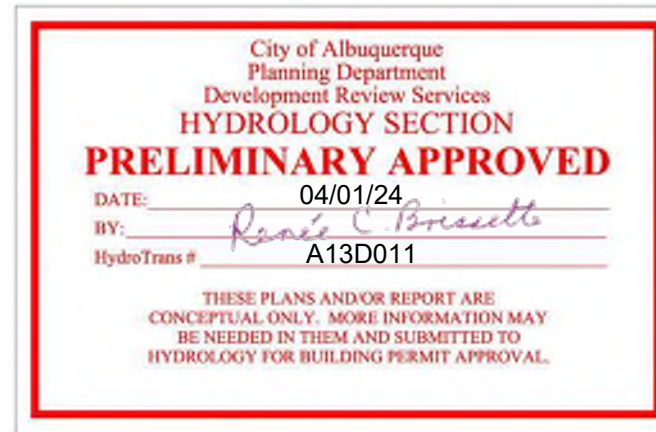 City of Albuquerque
Planning Department
Development Review Services
HYDROLOGY SECTION
PRELIMINARY APPROVED
DATE: 04/01/24
BY: Renée C. Brissette
HydroTrans # A13D011
THESE PLANS AND/OR REPORT ARE
CONCEPTUAL ONLY. MORE INFORMATION MAY
BE NEEDED IN THEM AND SUBMITTED TO
HYDROLOGY FOR BUILDING PERMIT APPROVAL.